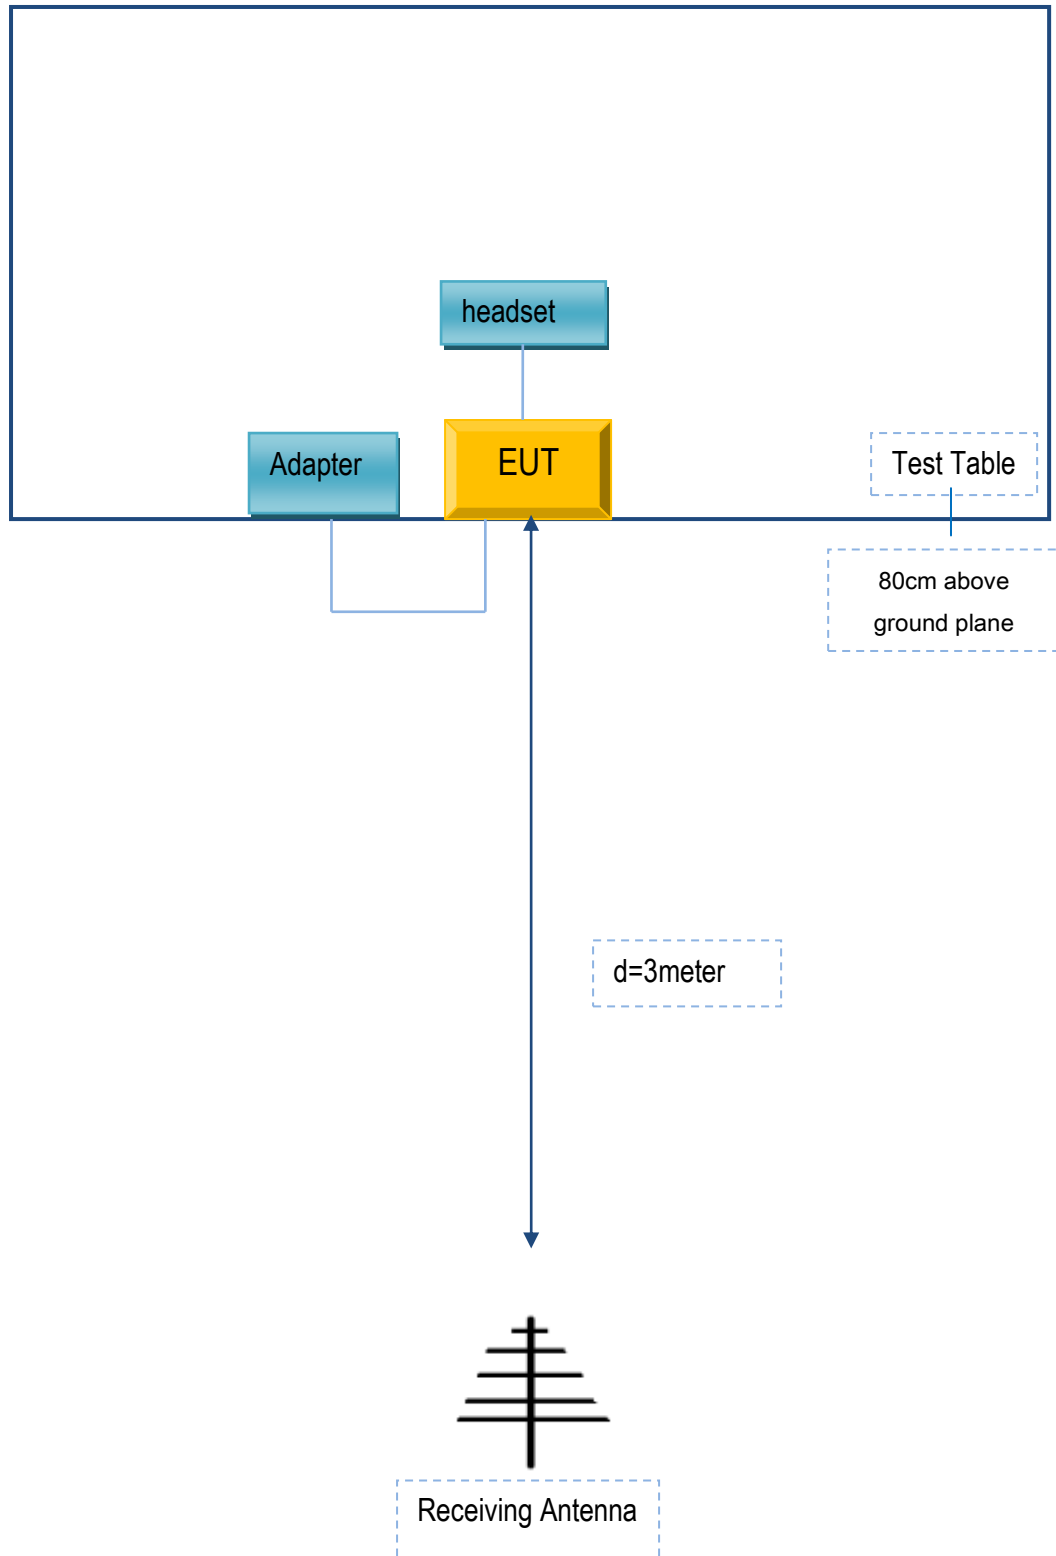 headset
Adapter
EUT
Test Table
80cm above
ground plane
d=3meter
Receiving Antenna